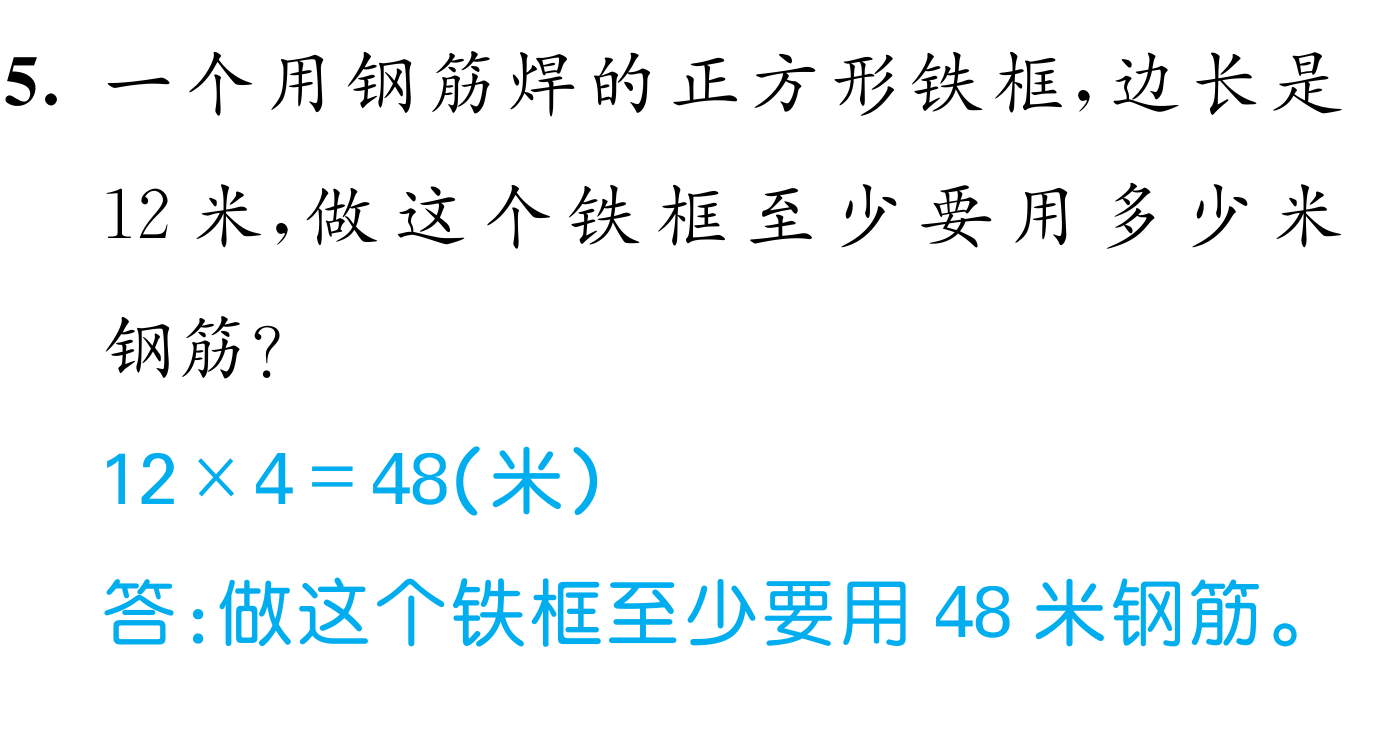 5. 一个用钢筋焊的正方形铁框,边长是
12 米,做这个铁框至少要用多少米
钢筋?
12×4=48(米)
答:做这个铁框至少要用 48 米钢筋。